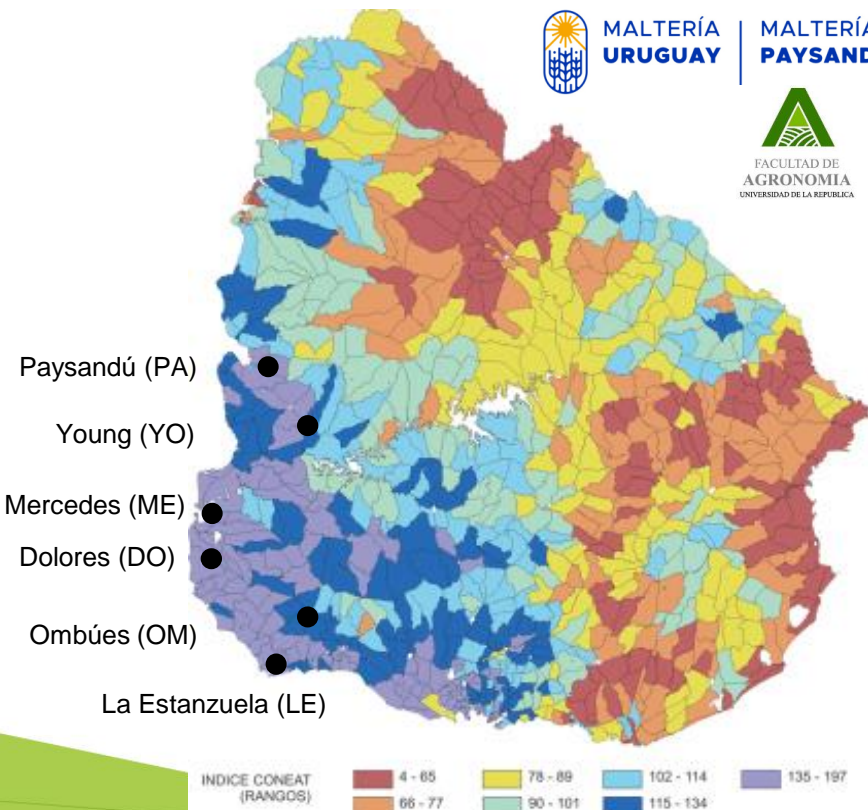 MALTERÍA
URUGUAY
MALTERÍA
PAYSAND
FACULTAD DE
AGRONOMIA
UNIVERSIDAD DE LA REPUBLICA
Paysandú (PA)
Young (YO)
Mercedes (ME)
Dolores (DO)
Ombúes (OM)
La Estanzuela (LE)
INDICE CONEAT
(RANGOS)
4 - 65
78 - 89
102 - 114
135 - 197
66 - 77
90 - 101
115 - 134